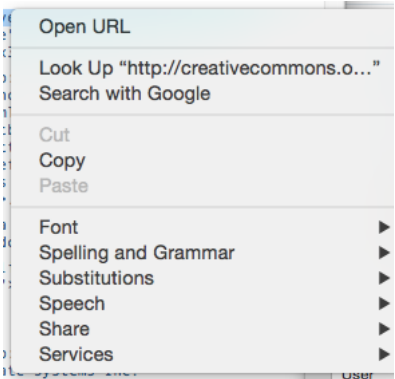 Open URL
Look Up “http://creativecommons.o…”
Search with Google
Cut
Copy
Paste
Font
Spelling and Grammar
Substitutions
Speech
Share
Services
User